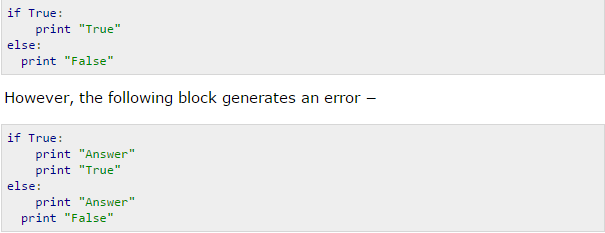 if True:
    print "True"
else:
  print "False"
However, the following block generates an error −
if True:
    print "Answer"
    print "True"
else:
    print "Answer"
  print "False"